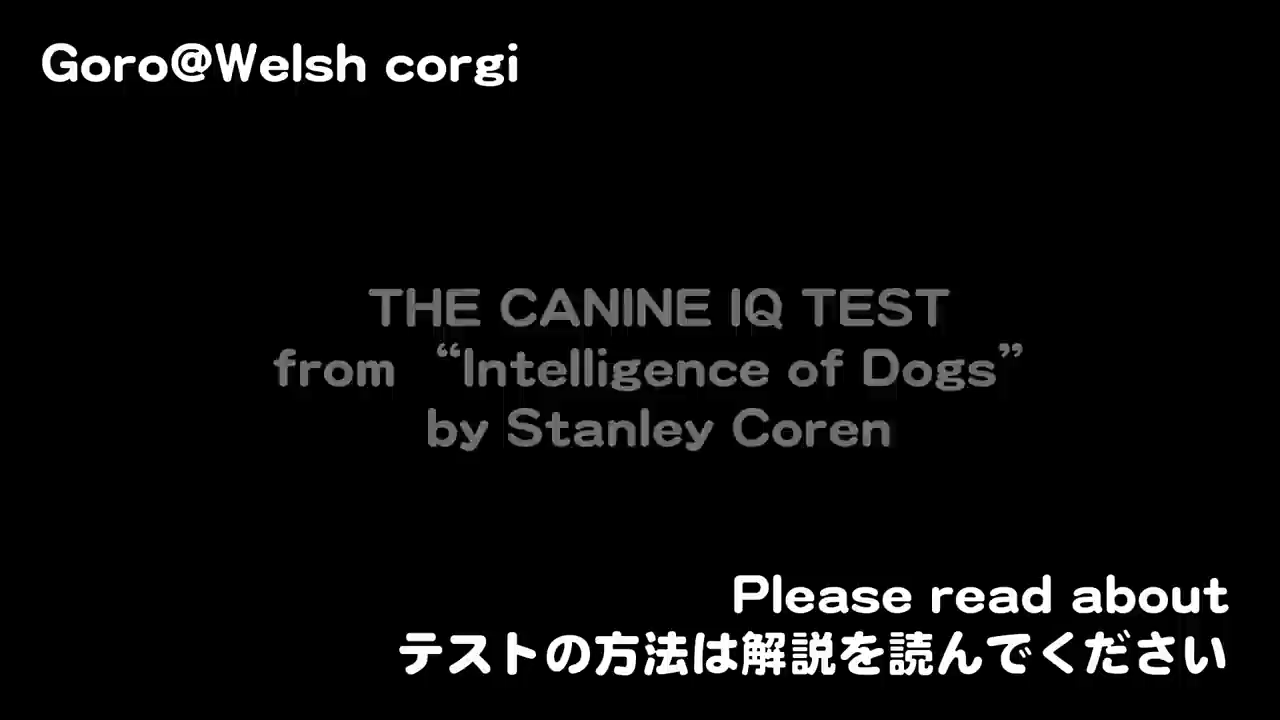 Goro@Welsh corgi
THE CANINE IQ TEST
from “Intelligence of Dogs”
by Stanley Coren
Please read about
テストの方法は解説を読んでください